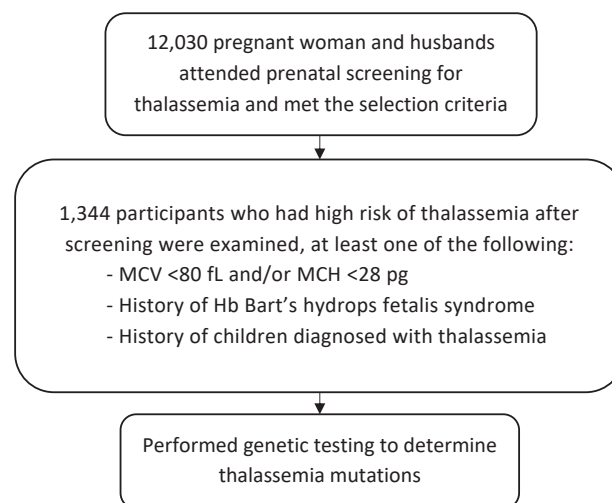 12,030 pregnant woman and husbands
attended prenatal screening for
thalassemia and met the selection criteria
1,344 participants who had high risk of thalassemia after
screening were examined, at least one of the following:
- MCV <80 fL and/or MCH <28 pg
- History of Hb Bart’s hydrops fetalis syndrome
- History of children diagnosed with thalassemia
Performed genetic testing to determine
thalassemia mutations